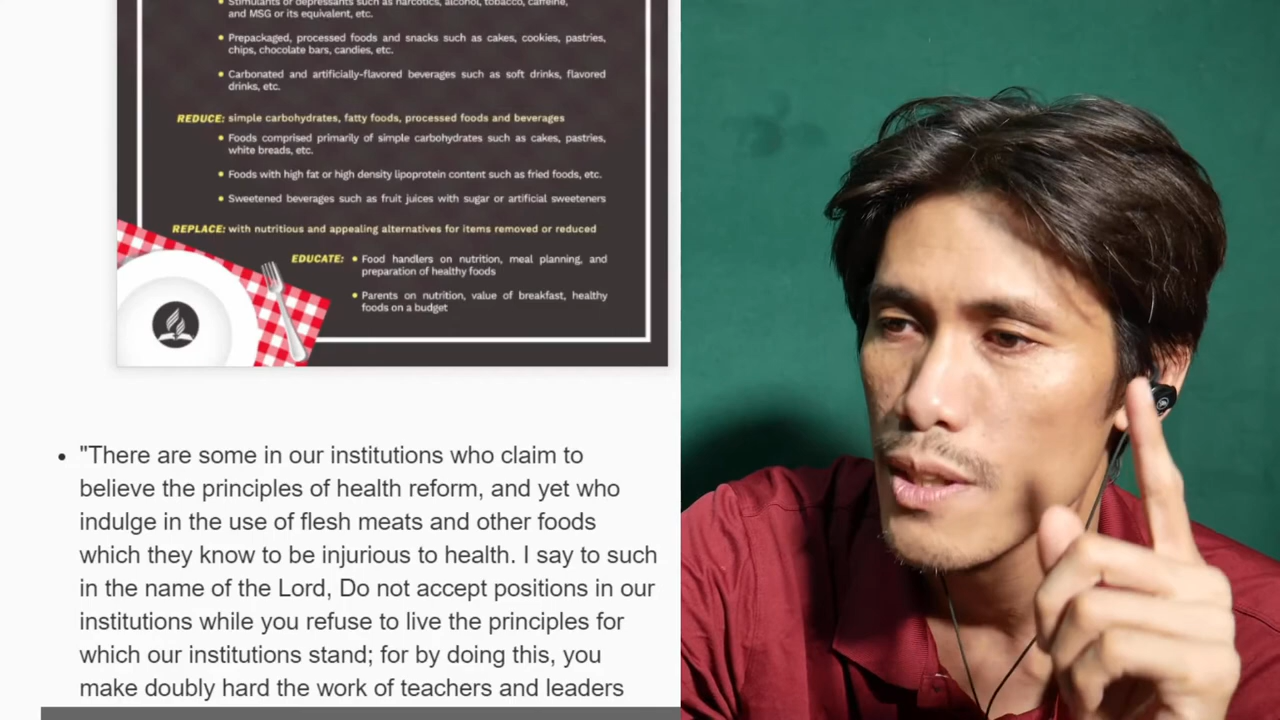 Stimulants or depressants such as narcotics, alcohol, tobacco, caffeine,
and MSG or its equivalent, etc.
Prepackaged, processed foods and snacks such as cakes, cookies, pastries,
chips, chocolate bars, candies, etc.
Carbonated and artificially-flavored beverages such as soft drinks, flavored
drinks, etc.
REDUCE: simple carbohydrates, fatty foods, processed foods and beverages
Foods comprised primarily of simple carbohydrates such as cakes, pastries,
white breads, etc.
Foods with high fat or high density lipoprotein content such as fried foods, etc.
Sweetened beverages such as fruit juices with sugar or artificial sweeteners
REPLACE: with nutritious and appealing alternatives for items removed or reduced
EDUCATE: • Food handlers on nutrition, meal planning, and
preparation of healthy foods
Parents on nutrition, value of breakfast, healthy
foods on a budget
• "There are some in our institutions who claim to
believe the principles of health reform, and yet who
indulge in the use of flesh meats and other foods
which they know to be injurious to health. I say to such
in the name of the Lord, Do not accept positions in our
institutions while you refuse to live the principles for
which our institutions stand; for by doing this, you
make doubly hard the work of teachers and leaders